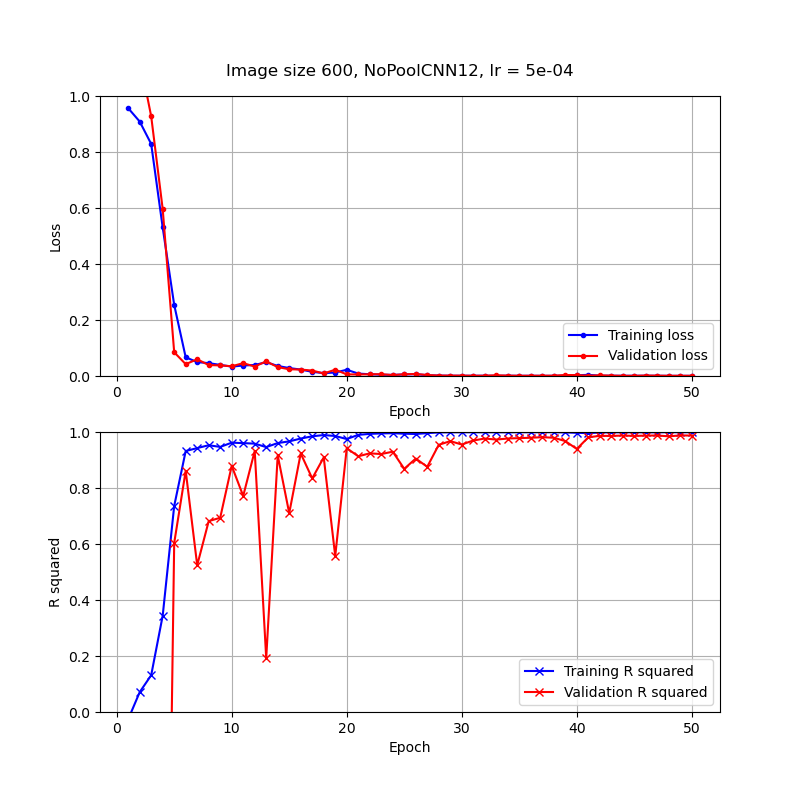 Image size 600, NoPoolCNN12, lr = 5e-04
1.0
0.8
0.6
0.4
0.2
0.0
Loss
Training loss
Validation loss
0 10 20 30 40 50
Epoch
1.0
0.8
0.6
0.4
0.2
0.0
R squared
Training R squared
Validation R squared
0 10 20 30 40 50
Epoch